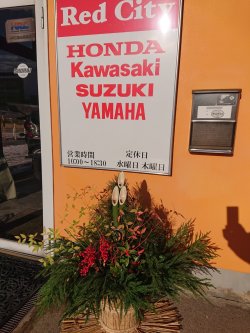 Red City
HONDA
Kawasaki
SUZUKI
YAMAHA
営業時間 定休日
10:00～18:30 水曜日 木曜日